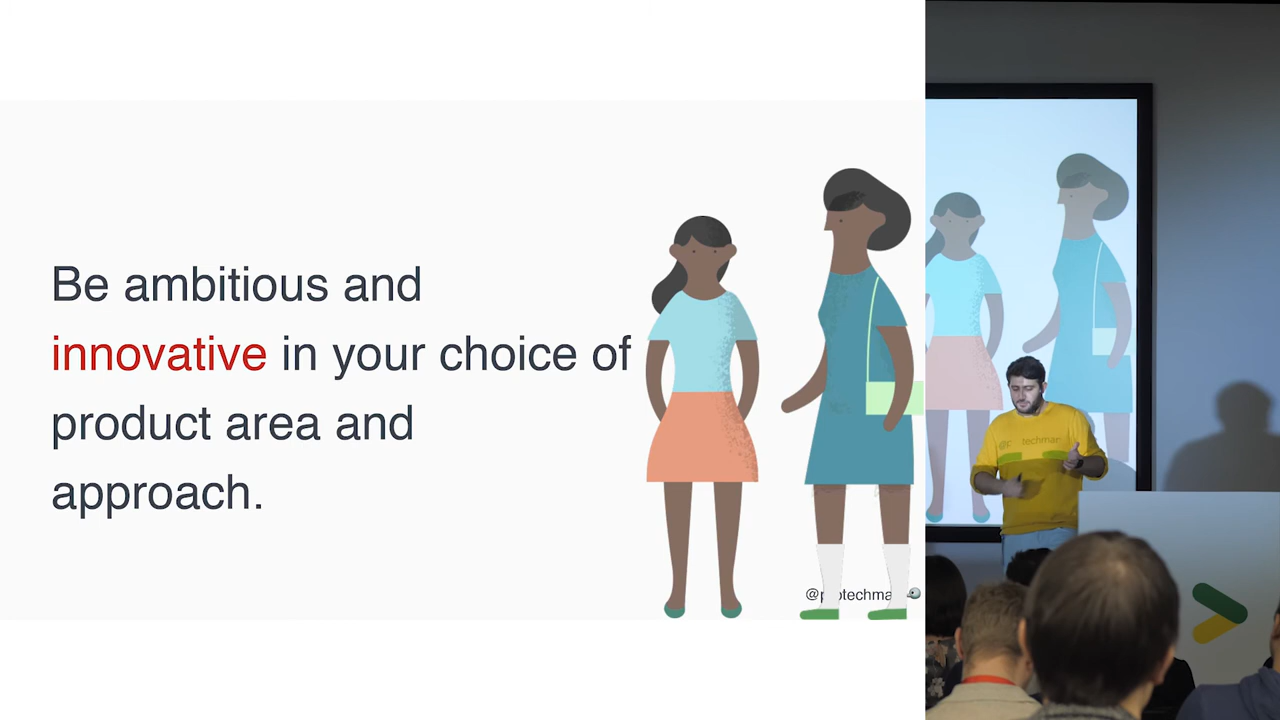 Be ambitious and
innovative in your choice of
product area and
approach.